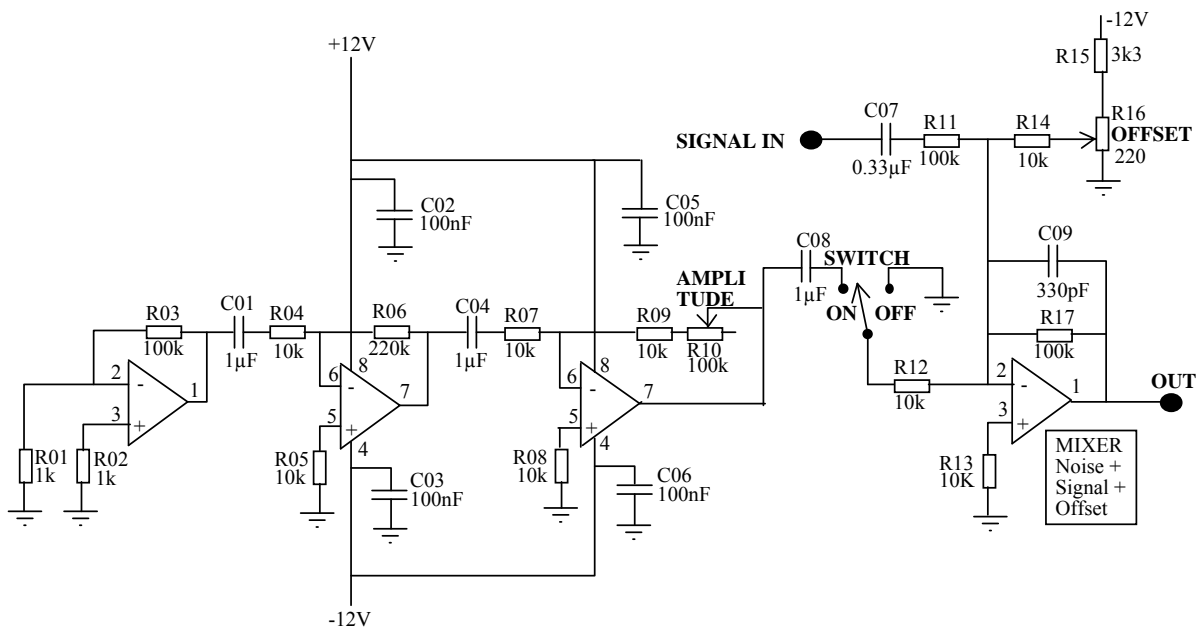 -12V
R15 3k3
+12V
C07
R11
R14
R16
SIGNAL IN
OFFSET
0.33µF
100k
10k
220
C02
100nF
C05
100nF
C08
SWITCH
C09
AMPLI
TUDE
1µF
ON
OFF
330pF
R03
C01
R04
R06
C04
R07
R09
R10
R17
100k
1µF
10k
220k
1µF
10k
10k
100k
100k
2
-
1
3
+
8
6
-
7
5
+
4
8
6
-
7
5
+
4
R12
10k
2
-
1
3
+
OUT
R01
1k
R02
1k
R05
10k
C03
100nF
R08
10k
C06
100nF
R13
10K
MIXER
Noise +
Signal +
Offset
-12V